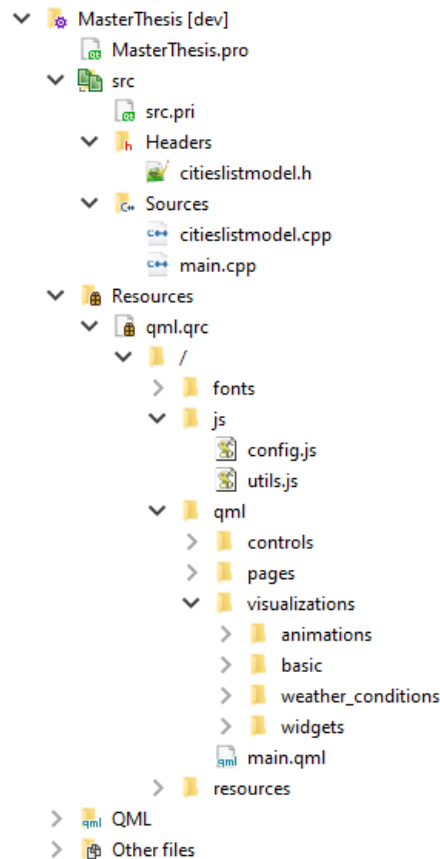 MasterThesis [dev]
MasterThesis.pro
src
src.pri
Headers
citieslistmodel.h
Sources
citieslistmodel.cpp
main.cpp
Resources
qml.qrc
/
fonts
js
config.js
utils.js
qml
controls
pages
visualizations
animations
basic
weather_conditions
widgets
main.qml
resources
QML
Other files